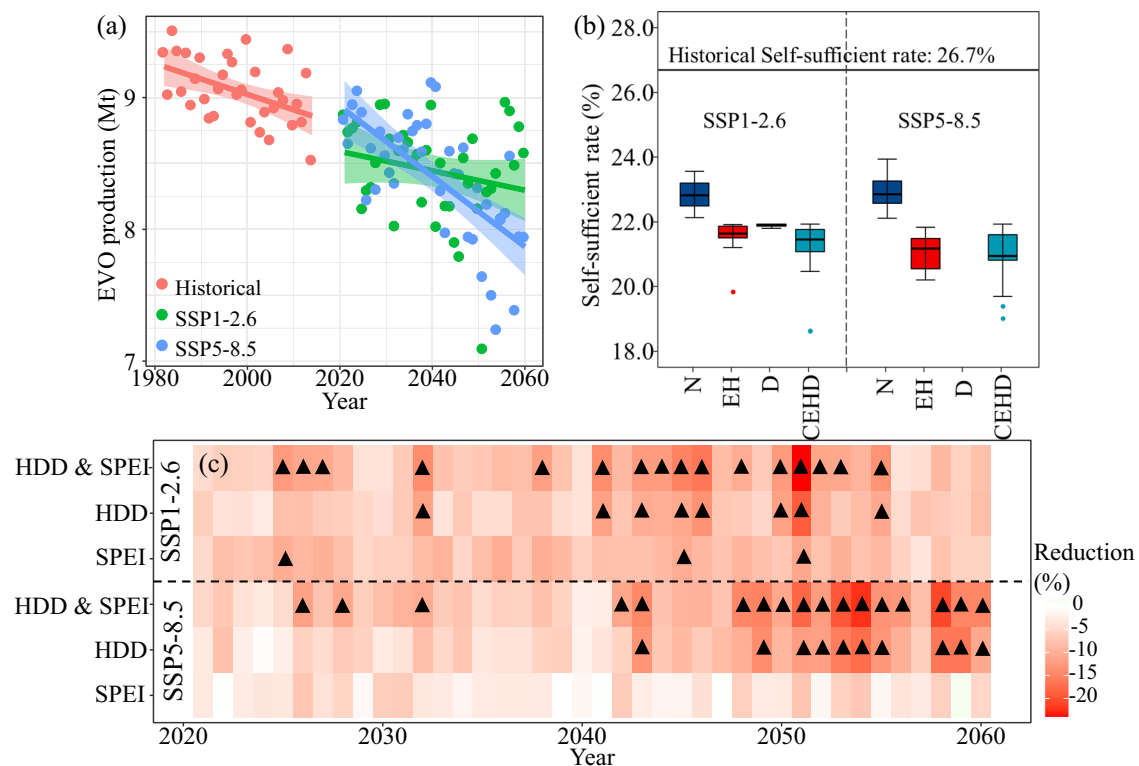 (a)
EVO production (Mt)
9
8
7
Historical
SSP1-2.6
SSP5-8.5
1980
2000
2020
2040
2060
Year
(b)
Self-sufficient rate (%)
28.0
26.0
24.0
22.0
20.0
18.0
Historical Self-sufficient rate: 26.7%
SSP1-2.6
SSP5-8.5
N
EH
D
CEHD
N
EH
D
CEHD
(c)
HDD & SPEI
HDD
SPEI
SSP1-2.6
HDD & SPEI
HDD
SPEI
SSP5-8.5
2020
2030
2040
2050
2060
Year
Reduction
(%)
0
-5
-10
-15
-20